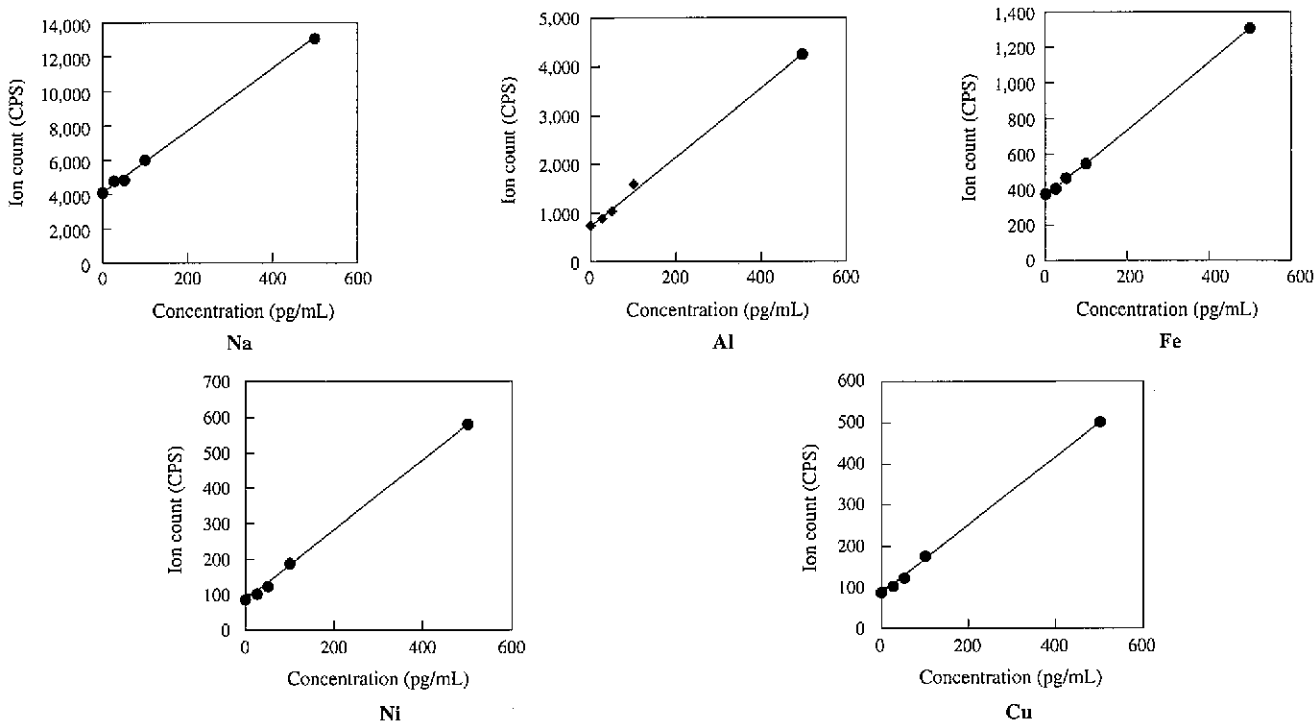 14,000
12,000
10,000
8,000
6,000
4,000
2,000
0
Ion count (CPS)
0 200 400 600
Concentration (pg/mL)
Na
5,000
4,000
3,000
2,000
1,000
0
Ion count (CPS)
0 200 400 600
Concentration (pg/mL)
Al
1,400
1,200
1,000
800
600
400
200
0
Ion count (CPS)
0 200 400 600
Concentration (pg/mL)
Fe
700
600
500
400
300
200
100
0
Ion count (CPS)
0 200 400 600
Concentration (pg/mL)
Ni
600
500
400
300
200
100
0
Ion count (CPS)
0 200 400 600
Concentration (pg/mL)
Cu